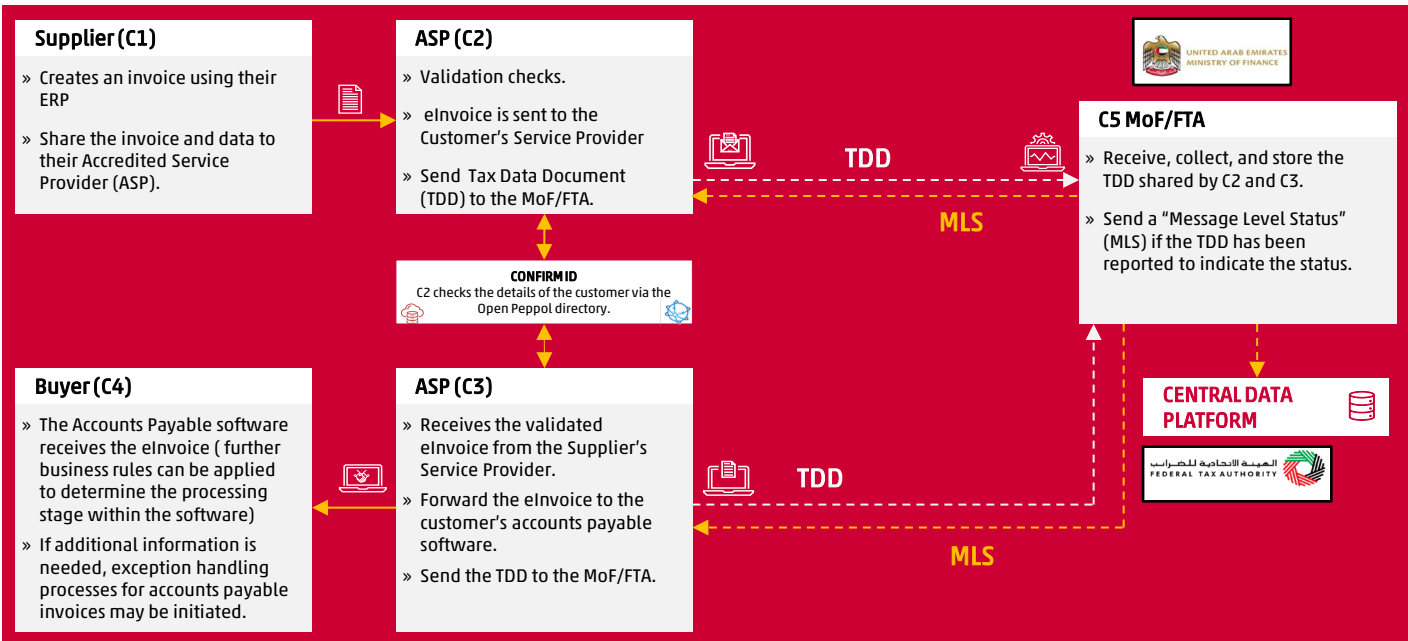 Supplier (C1)
» Creates an invoice using their
ERP
» Share the invoice and data to
their Accredited Service
Provider (ASP).
ASP (C2)
» Validation checks.
» eInvoice is sent to the
Customer's Service Provider
» Send Tax Data Document
(TDD) to the MoF/FTA.
TDD
MLS
UNITED ARAB EMIRATES
MINISTRY OF FINANCE
C5 MoF/FTA
» Receive, collect, and store the
TDD shared by C2 and C3.
» Send a “Message Level Status”
(MLS) if the TDD has been
reported to indicate the status.
CONFIRM ID
C2 checks the details of the customer via the
Open Peppol directory.
Buyer (C4)
» The Accounts Payable software
receives the eInvoice ( further
business rules can be applied
to determine the processing
stage within the software)
» If additional information is
needed, exception handling
processes for accounts payable
invoices may be initiated.
ASP (C3)
» Receives the validated
eInvoice from the Supplier's
Service Provider.
» Forward the eInvoice to the
customer's accounts payable
software.
» Send the TDD to the MoF/FTA.
TDD
MLS
CENTRAL DATA
PLATFORM
الهيئة الاتحادية للضرائب
FEDERAL TAX AUTHORITY